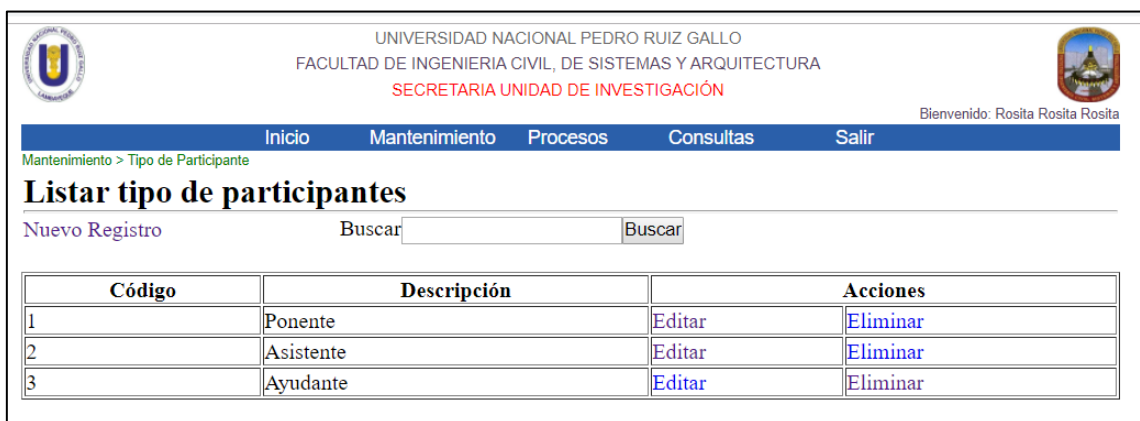 UNIVERSIDAD NACIONAL PEDRO RUIZ GALLO
FACULTAD DE INGENIERIA CIVIL, DE SISTEMAS Y ARQUITECTURA
SECRETARIA UNIDAD DE INVESTIGACIÓN
Bienvenido: Rosita Rosita Rosita
Inicio Mantenimiento Procesos Consultas Salir
Mantenimiento > Tipo de Participante
Listar tipo de participantes
Nuevo Registro Buscar Buscar
Código Descripción Acciones
1 Ponente Editar Eliminar
2 Asistente Editar Eliminar
3 Ayudante Editar Eliminar